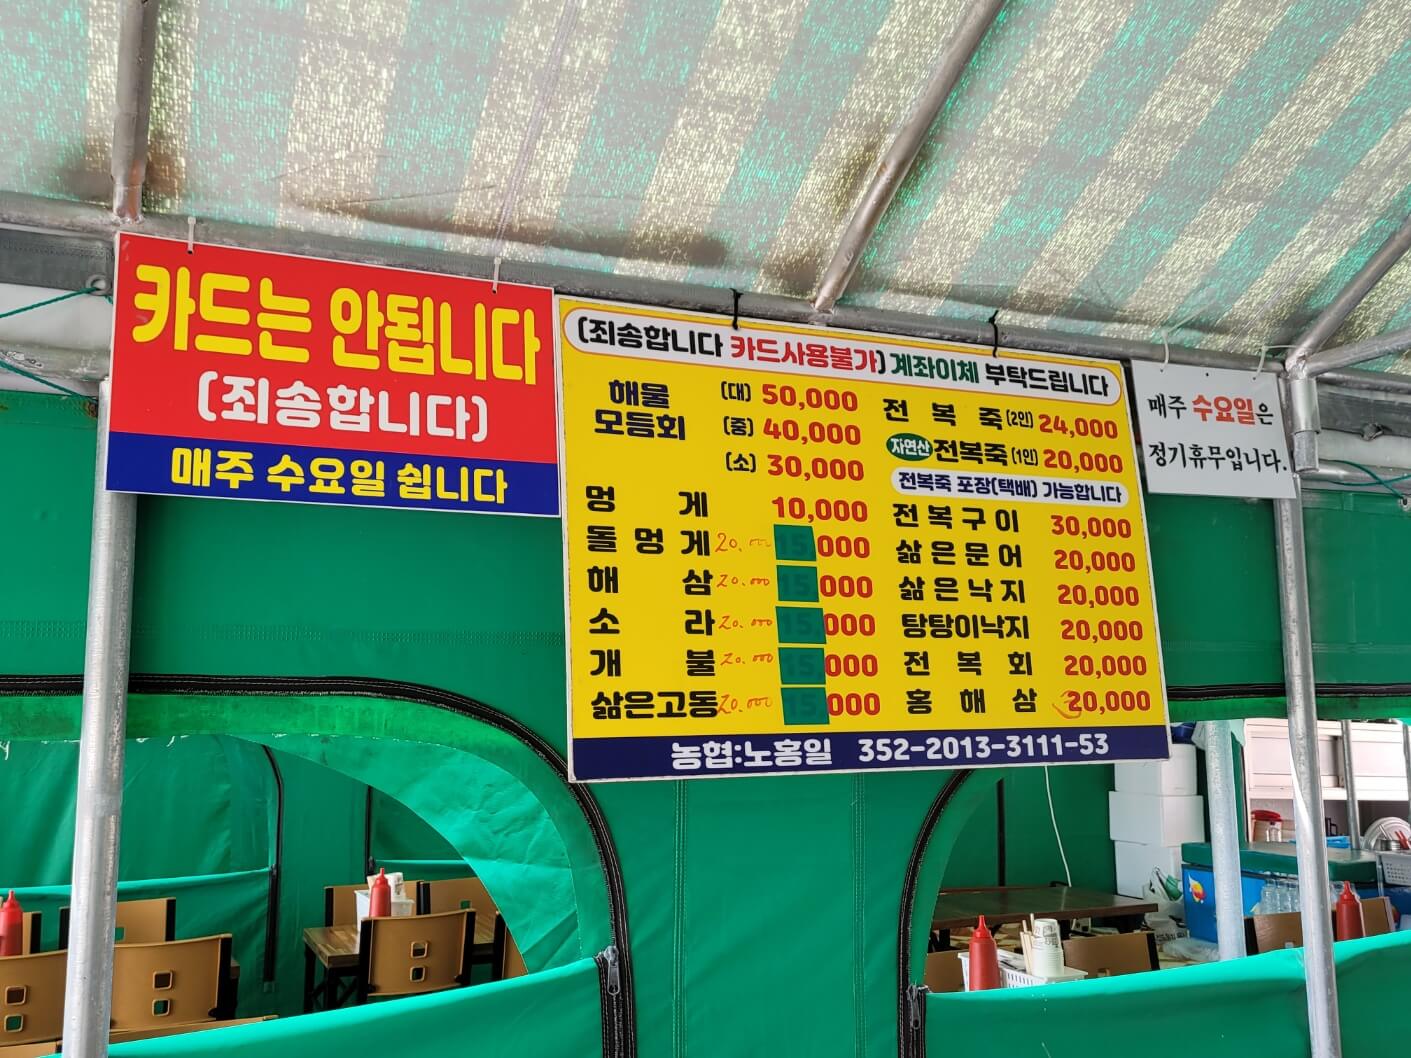 카드는 안됩니다
(죄송합니다)
매주 수요일 쉽니다
(죄송합니다 카드사용불가) 계좌이체 부탁드립니다
해물
모듬회
(대) 50,000
(중) 40,000
(소) 30,000
멍 게 10,000
돌 멍 게 20.000 15,000
해 삼 20.000 15,000
소 라 20.000 15,000
개 불 20.000 15,000
삶은고동 20.000 15,000
전 복 죽 (2인) 24,000
자연산 전복죽 (1인) 20,000
전복죽 포장(택배) 가능합니다
전 복 구 이 30,000
삶 은 문 어 20,000
삶 은 낙 지 20,000
탕탕이낙지 20,000
전 복 회 20,000
홍 해 삼 20,000
농협:노홍일 352-2013-3111-53
매주 수요일은
정기휴무입니다.